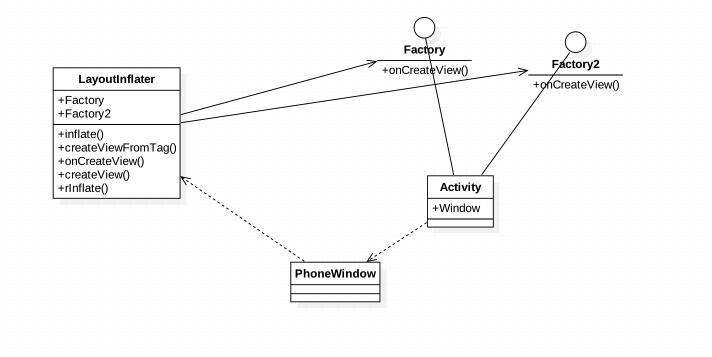 Factory
+onCreateView()
Factory2
+onCreateView()
LayoutInflater
+Factory
+Factory2
+inflate()
+createViewFromTag()
+onCreateView()
+createView()
+rInflate()
Activity
+Window
PhoneWindow